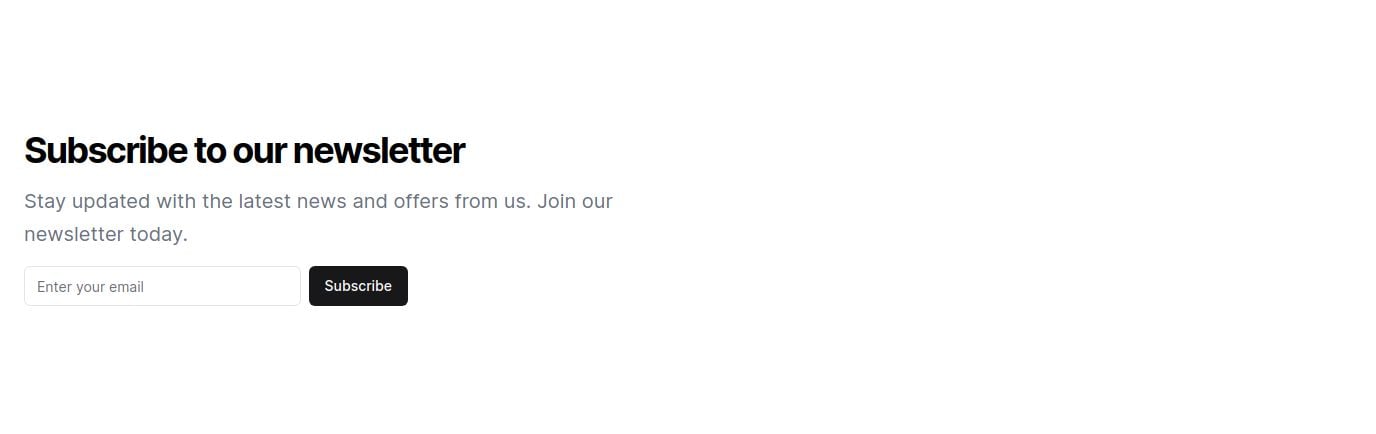 Subscribe to our newsletter
Stay updated with the latest news and offers from us. Join our
newsletter today.
Enter your email
Subscribe